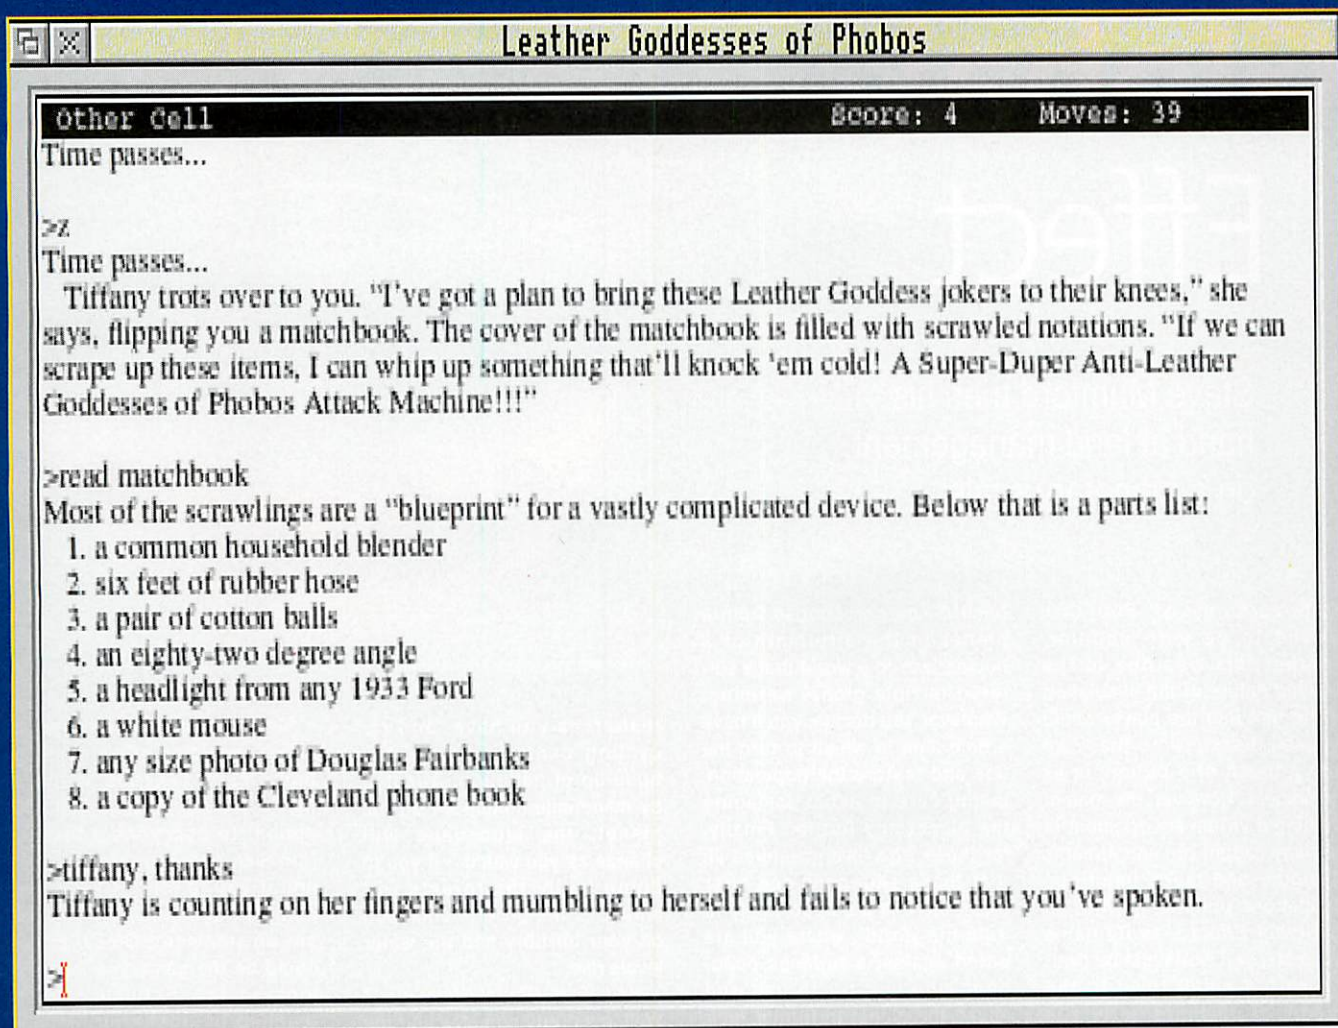 Leather Goddesses of Phobos
Other Cell Score: 4 Moves: 39
Time passes...
>z
Time passes...
Tiffany trots over to you. "I've got a plan to bring these Leather Goddess jokers to their knees," she
says, flipping you a matchbook. The cover of the matchbook is filled with scrawled notations. "If we can
scrape up these items, I can whip up something that'll knock 'em cold! A Super-Duper Anti-Leather
Goddesses of Phobos Attack Machine!!!"
>read matchbook
Most of the scrawlings are a "blueprint" for a vastly complicated device. Below that is a parts list:
1. a common household blender
2. six feet of rubber hose
3. a pair of cotton balls
4. an eighty-two degree angle
5. a headlight from any 1933 Ford
6. a white mouse
7. any size photo of Douglas Fairbanks
8. a copy of the Cleveland phone book
>tiffany, thanks
Tiffany is counting on her fingers and mumbling to herself and fails to notice that you've spoken.
>